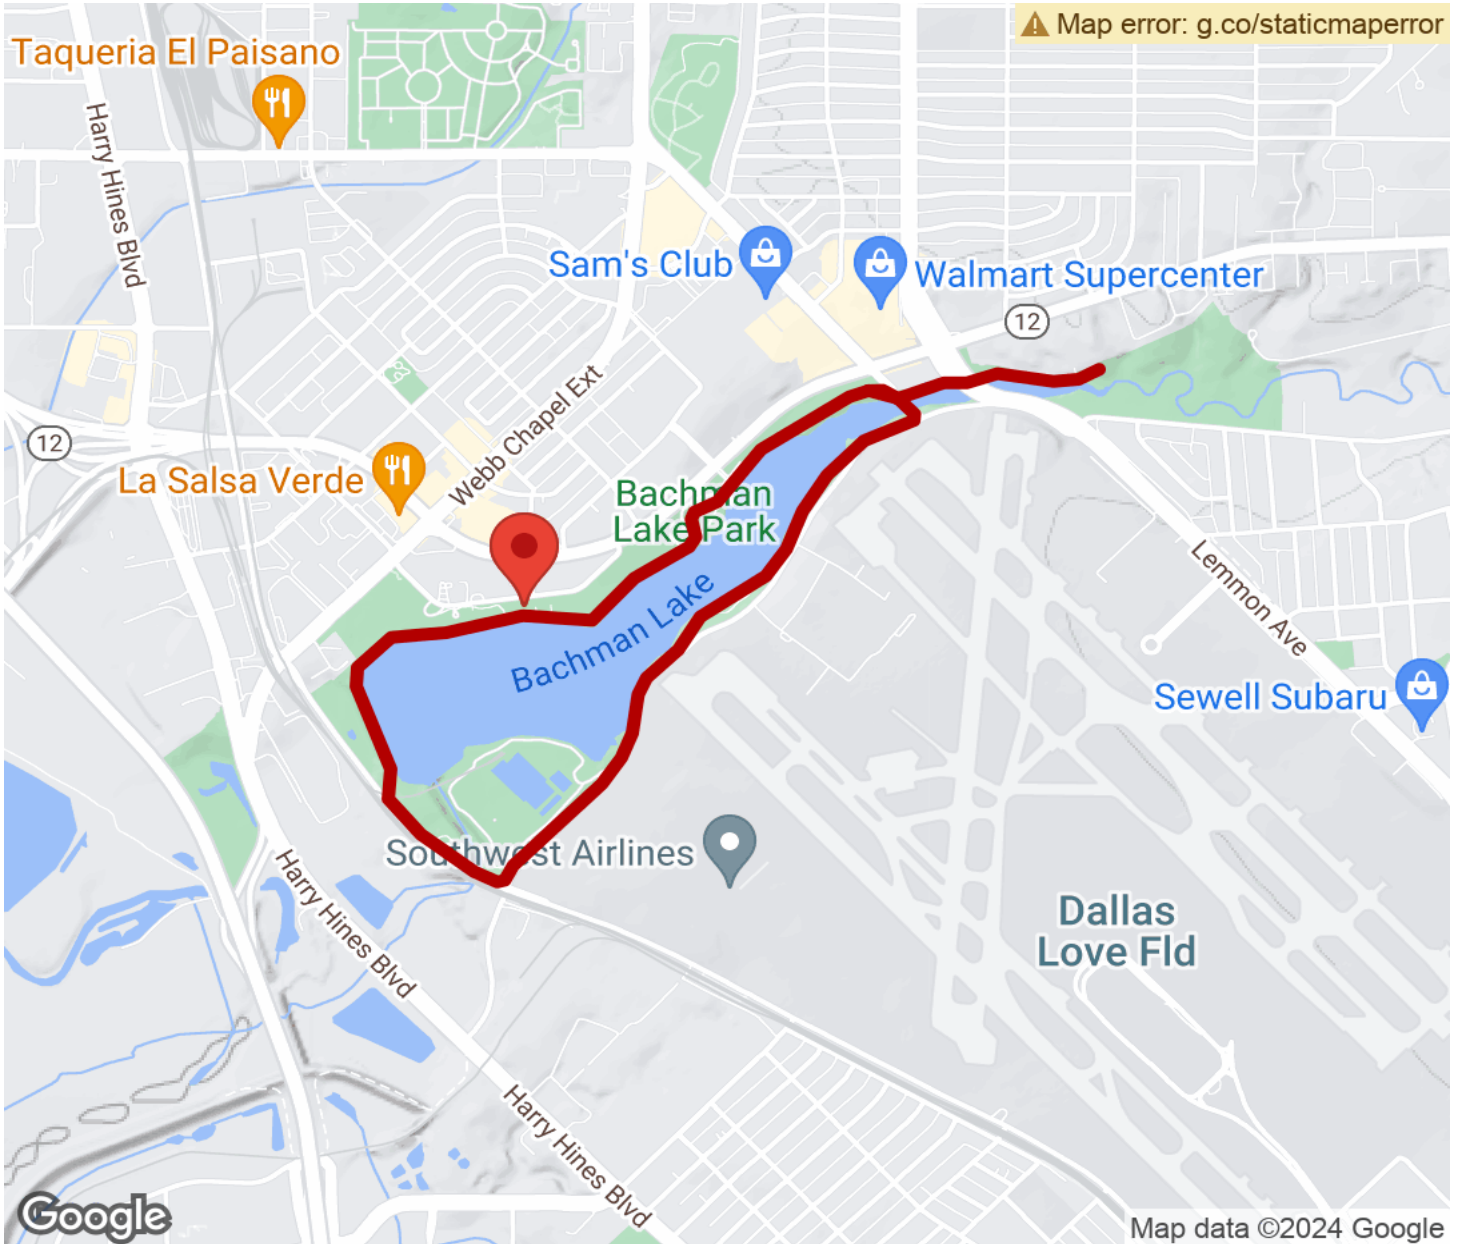 Map error: g.co/staticmaperror
Taqueria El Paisano
Harry Hines Blvd
Sam's Club
Walmart Supercenter
12
Webb Chapel Ext
12
La Salsa Verde
Bachman
Lake Park
Lemmon Ave
Bachman Lake
Sewell Subaru
Southwest Airlines
Harry Hines Blvd
Dallas
Love Fld
Harry Hines Blvd
Google
Map data ©2024 Google